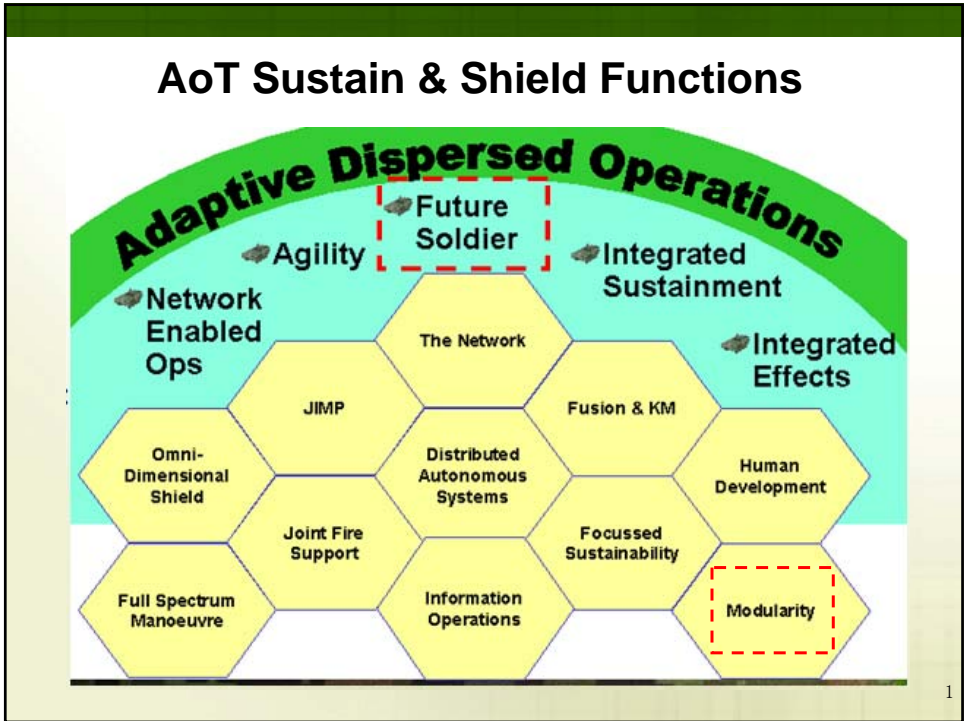 AoT Sustain & Shield Functions
Adaptive Dispersed Operations
Future
Soldier
Agility
Integrated
Sustainment
Network
Enabled
Ops
Integrated
Effects
The Network
JIMP
Fusion & KM
Omni-
Dimensional
Shield
Distributed
Autonomous
Systems
Human
Development
Joint Fire
Support
Focussed
Sustainability
Full Spectrum
Manoeuvre
Information
Operations
Modularity
:
1